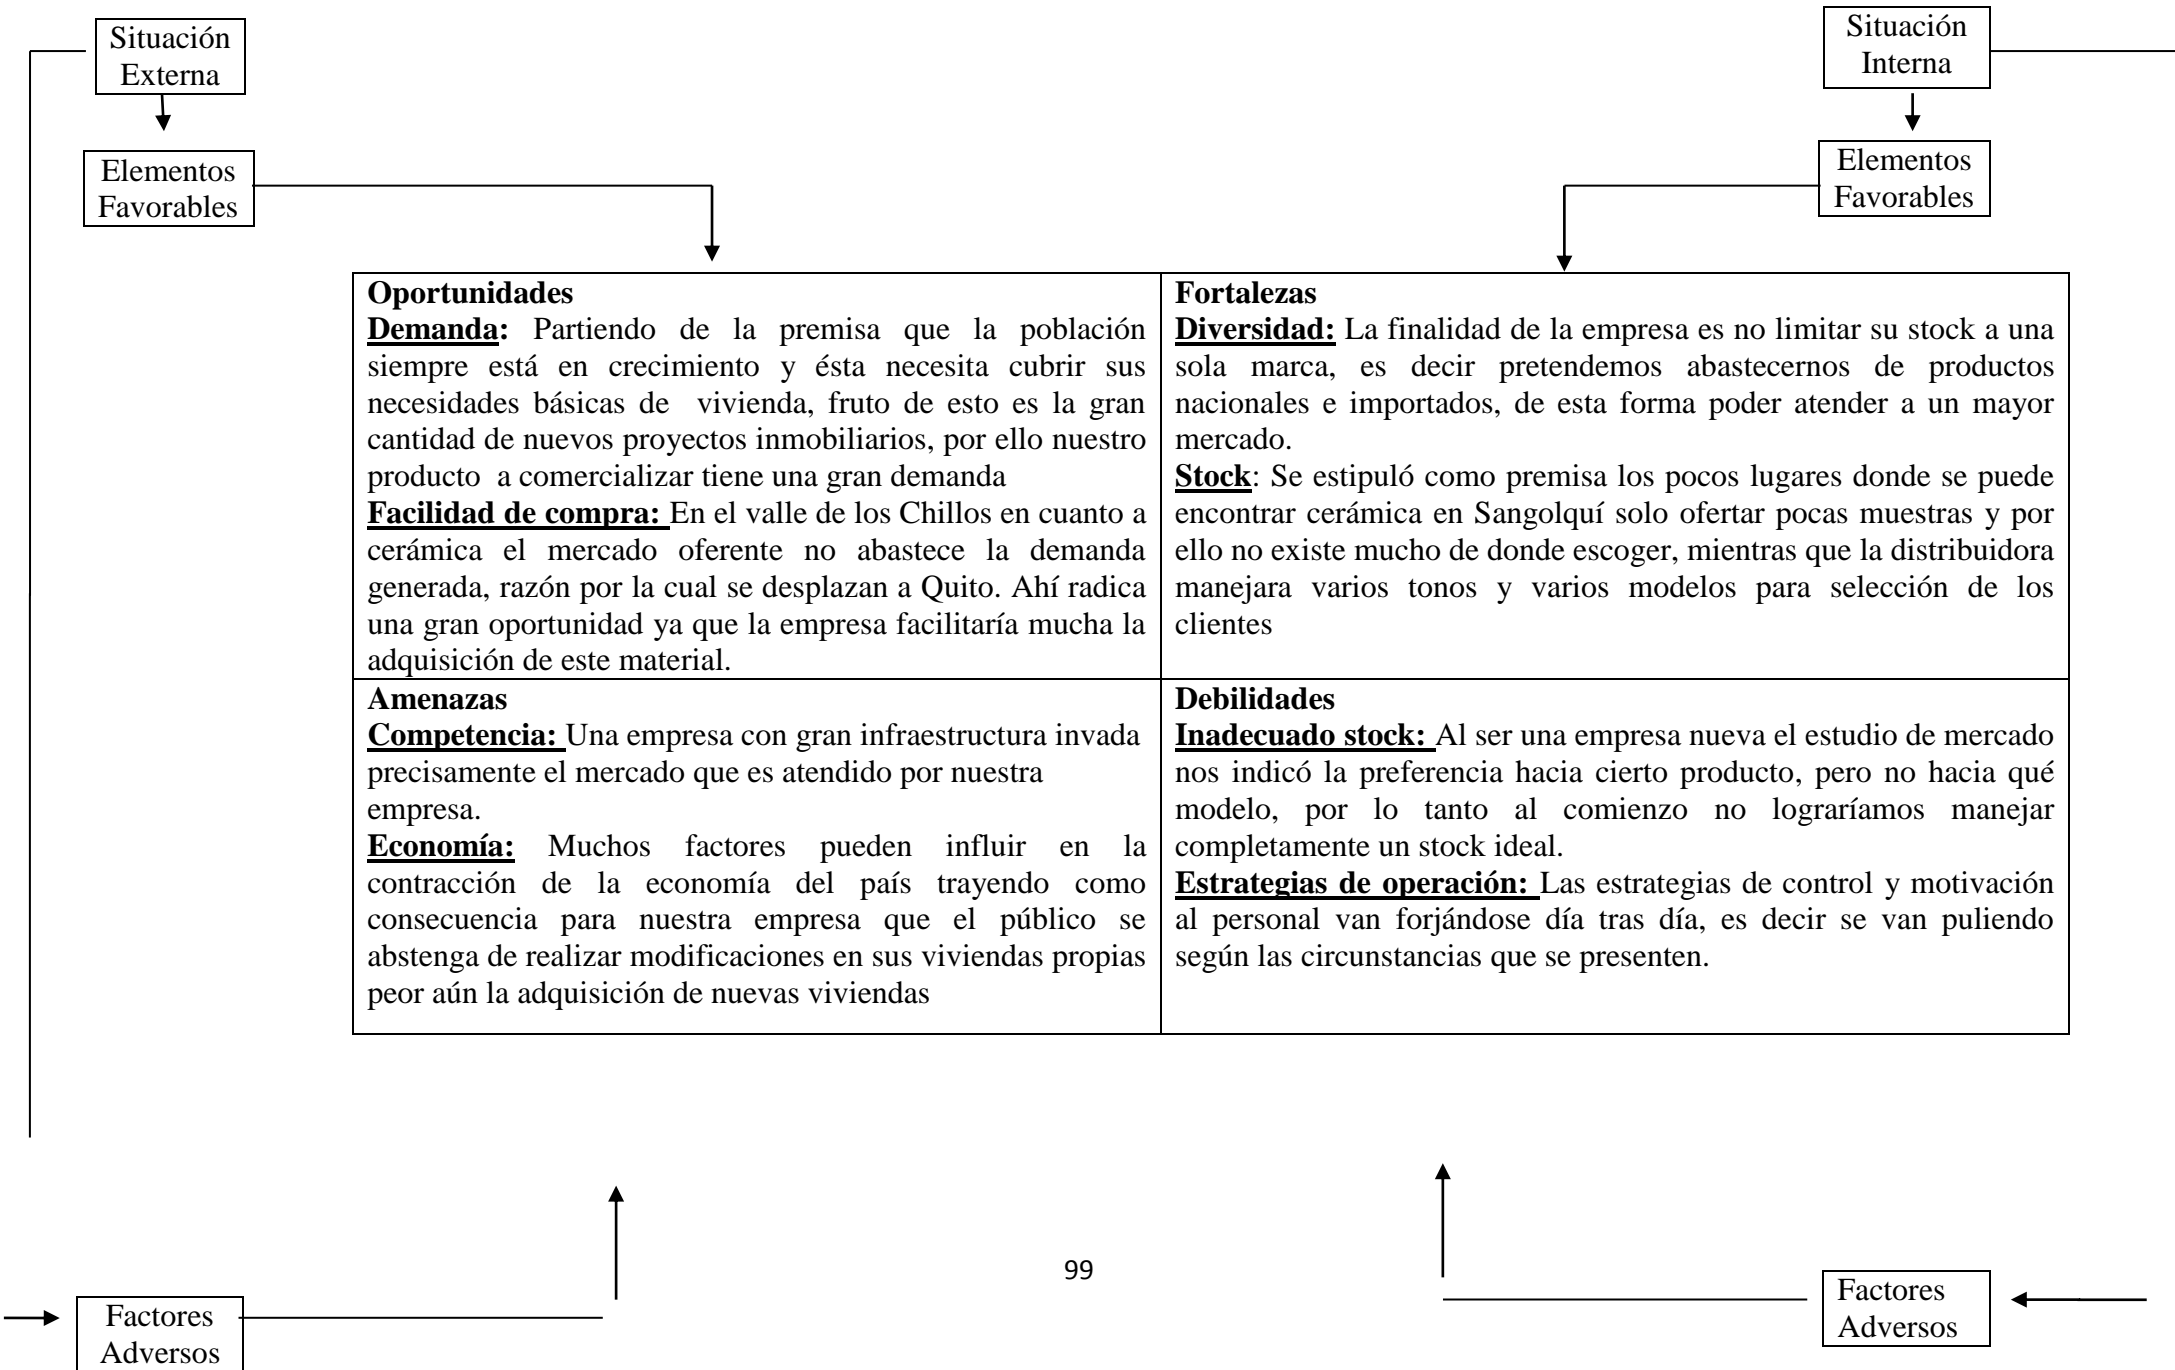 Situación
Externa
Situación
Interna
Elementos
Favorables
Elementos
Favorables
Oportunidades
Demanda: Partiendo de la premisa que la población
siempre está en crecimiento y ésta necesita cubrir sus
necesidades básicas de vivienda, fruto de esto es la gran
cantidad de nuevos proyectos inmobiliarios, por ello nuestro
producto a comercializar tiene una gran demanda
Facilidad de compra: En el valle de los Chillos en cuanto a
cerámica el mercado oferente no abastece la demanda
generada, razón por la cual se desplazan a Quito. Ahí radica
una gran oportunidad ya que la empresa facilitaría mucha la
adquisición de este material.
Fortalezas
Diversidad: La finalidad de la empresa es no limitar su stock a una
sola marca, es decir pretendemos abastecernos de productos
nacionales e importados, de esta forma poder atender a un mayor
mercado.
Stock: Se estipuló como premisa los pocos lugares donde se puede
encontrar cerámica en Sangolquí solo ofertar pocas muestras y por
ello no existe mucho de donde escoger, mientras que la distribuidora
manejara varios tonos y varios modelos para selección de los
clientes
Amenazas
Competencia: Una empresa con gran infraestructura invada
precisamente el mercado que es atendido por nuestra
empresa.
Economía: Muchos factores pueden influir en la
contracción de la economía del país trayendo como
consecuencia para nuestra empresa que el público se
abstenga de realizar modificaciones en sus viviendas propias
peor aún la adquisición de nuevas viviendas
Debilidades
Inadecuado stock: Al ser una empresa nueva el estudio de mercado
nos indicó la preferencia hacia cierto producto, pero no hacia qué
modelo, por lo tanto al comienzo no lograríamos manejar
completamente un stock ideal.
Estrategias de operación: Las estrategias de control y motivación
al personal van forjándose día tras día, es decir se van puliendo
según las circunstancias que se presenten.
99
Factores
Adversos
Factores
Adversos